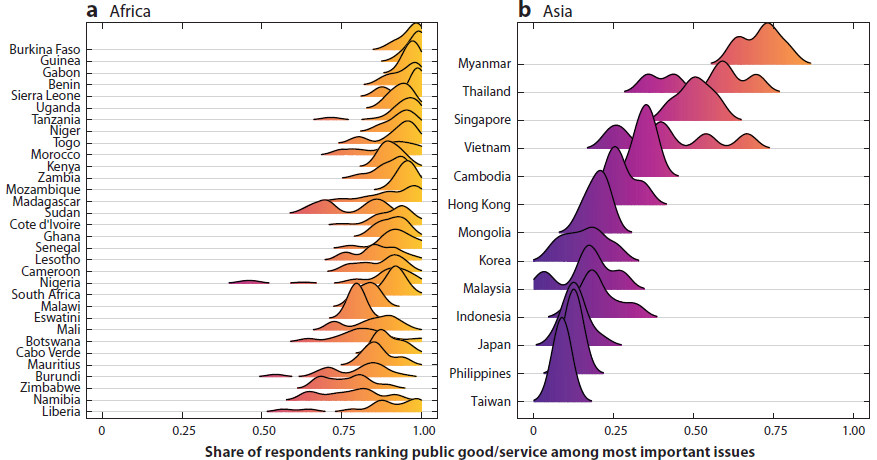 a Africa
Burkina Faso
Guinea
Gabon
Benin
Sierra Leone
Uganda
Tanzania
Niger
Togo
Morocco
Kenya
Zambia
Mozambique
Madagascar
Sudan
Cote d'Ivoire
Ghana
Senegal
Lesotho
Cameroon
Nigeria
South Africa
Malawi
Eswatini
Mali
Botswana
Cabo Verde
Mauritius
Burundi
Zimbabwe
Namibia
Liberia
0 0.25 0.50 0.75 1.00
b Asia
Myanmar
Thailand
Singapore
Vietnam
Cambodia
Hong Kong
Mongolia
Korea
Malaysia
Indonesia
Japan
Philippines
Taiwan
0 0.25 0.50 0.75 1.00
Share of respondents ranking public good/service among most important issues